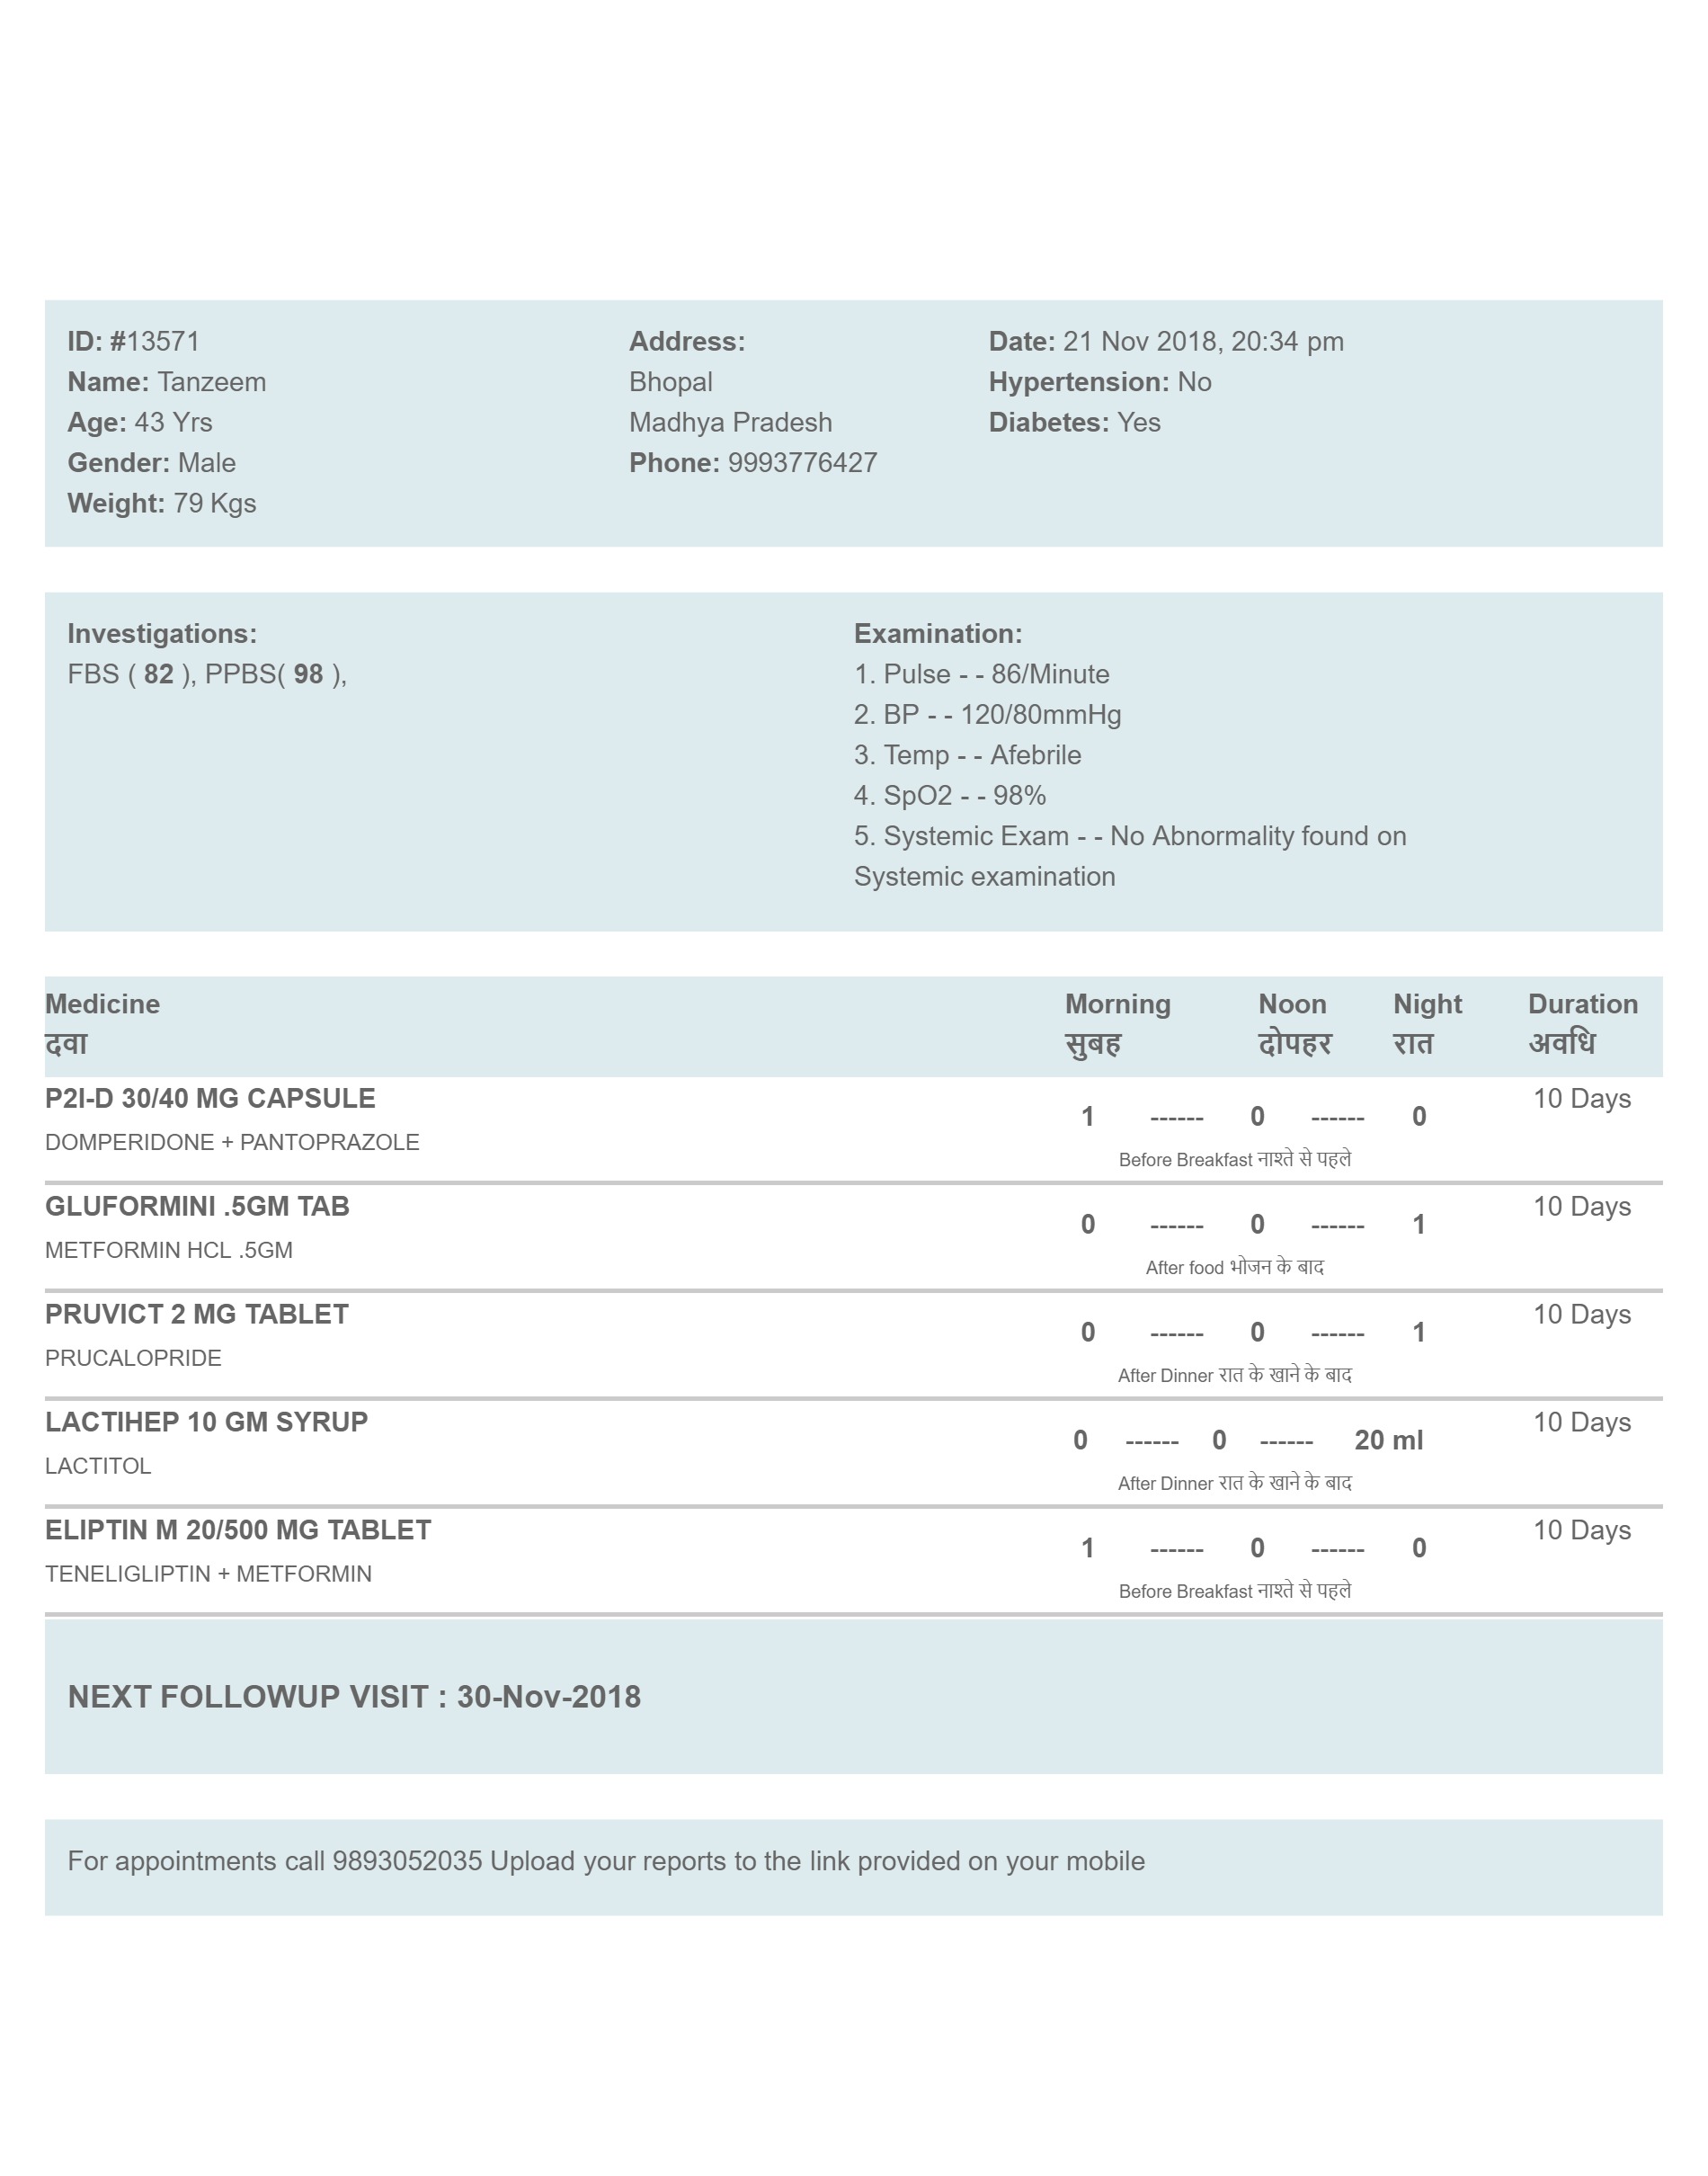 ID: #13571
Name: Tanzeem
Age: 43 Yrs
Gender: Male
Weight: 79 Kgs
Address:
Bhopal
Madhya Pradesh
Phone: 9993776427
Date: 21 Nov 2018, 20:34 pm
Hypertension: No
Diabetes: Yes
Investigations:
FBS ( 82 ), PPBS( 98 ),
Examination:
1. Pulse - - 86/Minute
2. BP - - 120/80mmHg
3. Temp - - Afebrile
4. SpO2 - - 98%
5. Systemic Exam - - No Abnormality found on
Systemic examination
Medicine Morning Noon Night Duration
दवा सुबह दोपहर रात अवधि
P2I-D 30/40 MG CAPSULE 1 ------ 0 ------ 0 10 Days
DOMPERIDONE + PANTOPRAZOLE
Before Breakfast नाश्ते से पहले
GLUFORMINI .5GM TAB 0 ------ 0 ------ 1 10 Days
METFORMIN HCL .5GM
After food भोजन के बाद
PRUVICT 2 MG TABLET 0 ------ 0 ------ 1 10 Days
PRUCALOPRIDE
After Dinner रात के खाने के बाद
LACTIHEP 10 GM SYRUP 0 ------ 0 ------ 20 ml 10 Days
LACTITOL
After Dinner रात के खाने के बाद
ELIPTIN M 20/500 MG TABLET 1 ------ 0 ------ 0 10 Days
TENELIGLIPTIN + METFORMIN
Before Breakfast नाश्ते से पहले
NEXT FOLLOWUP VISIT : 30-Nov-2018
For appointments call 9893052035 Upload your reports to the link provided on your mobile